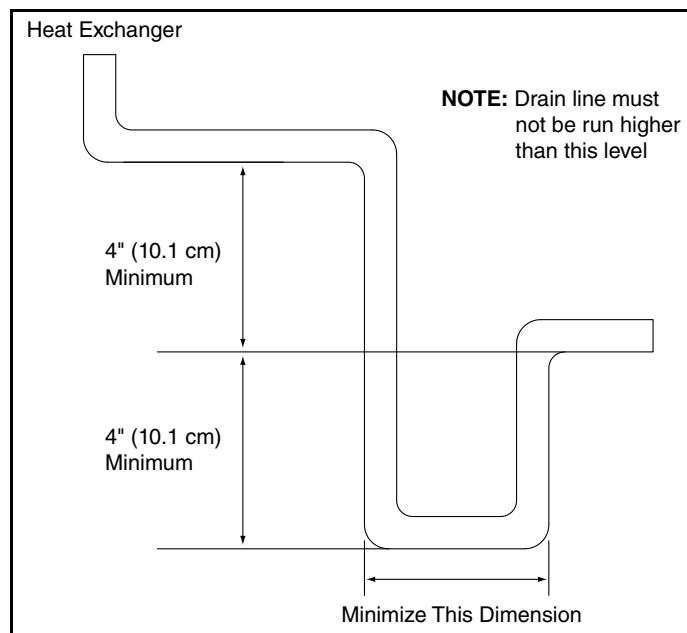 Heat Exchanger
NOTE: Drain line must
not be run higher
than this level
4" (10.1 cm)
Minimum
4" (10.1 cm)
Minimum
Minimize This Dimension